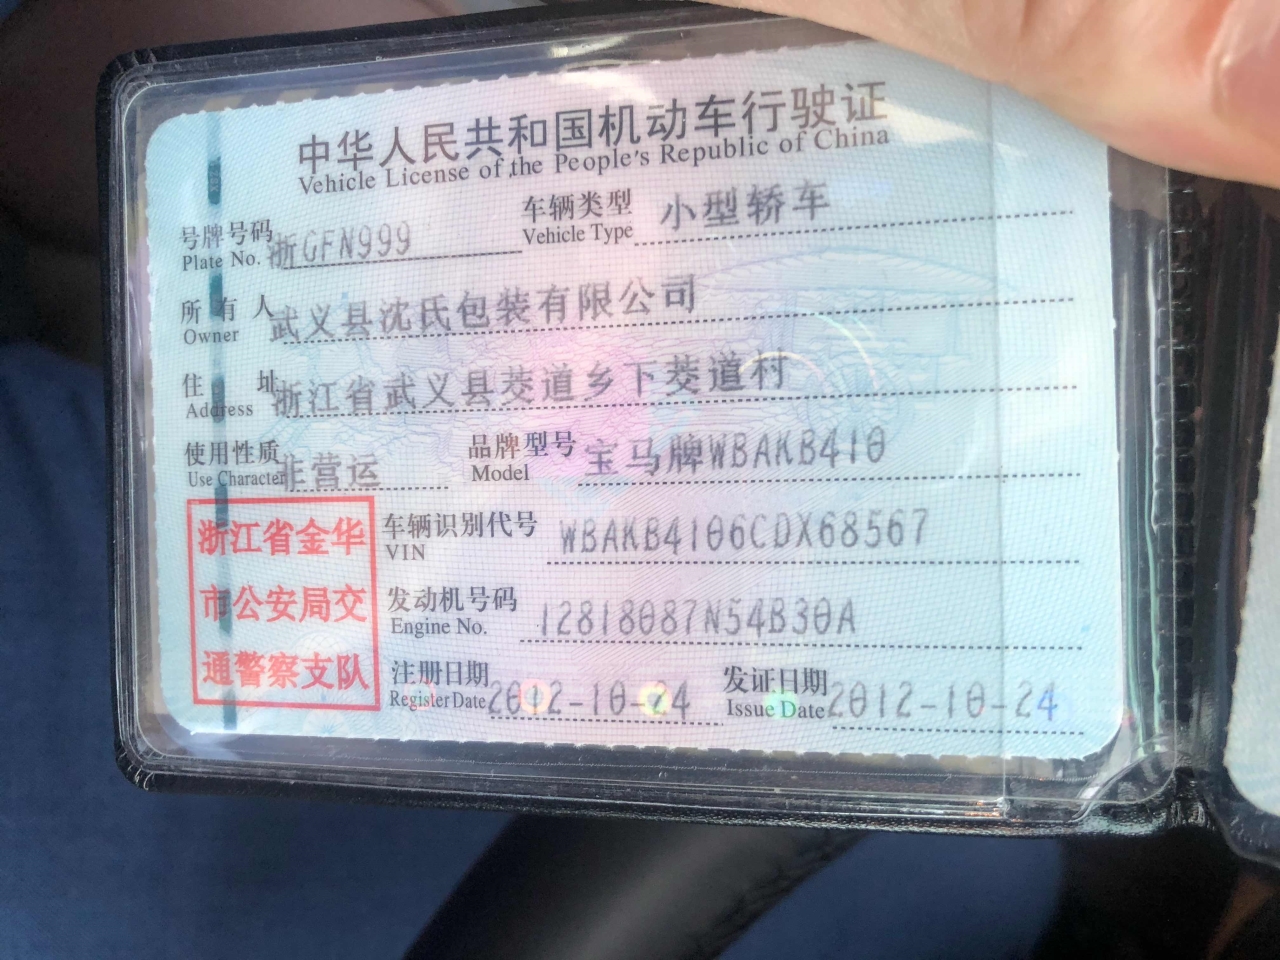 中华人民共和国机动车行驶证
Vehicle License of the People's Republic of China
号牌号码 浙GFN999 车辆类型 小型轿车
Plate No. Vehicle Type
所有人 武义县沈氏包装有限公司
Owner
住址 浙江省武义县茭道乡下茭道村
Address
使用性质 非营运 品牌型号 宝马牌WBAKB410
Use Character Model
浙江省金华
市公安局交
通警察支队
车辆识别代号 WBAKB4106CDX68567
VIN
发动机号码 12818087N54B30A
Engine No.
注册日期 2012-10-24 发证日期 2012-10-24
Register Date Issue Date